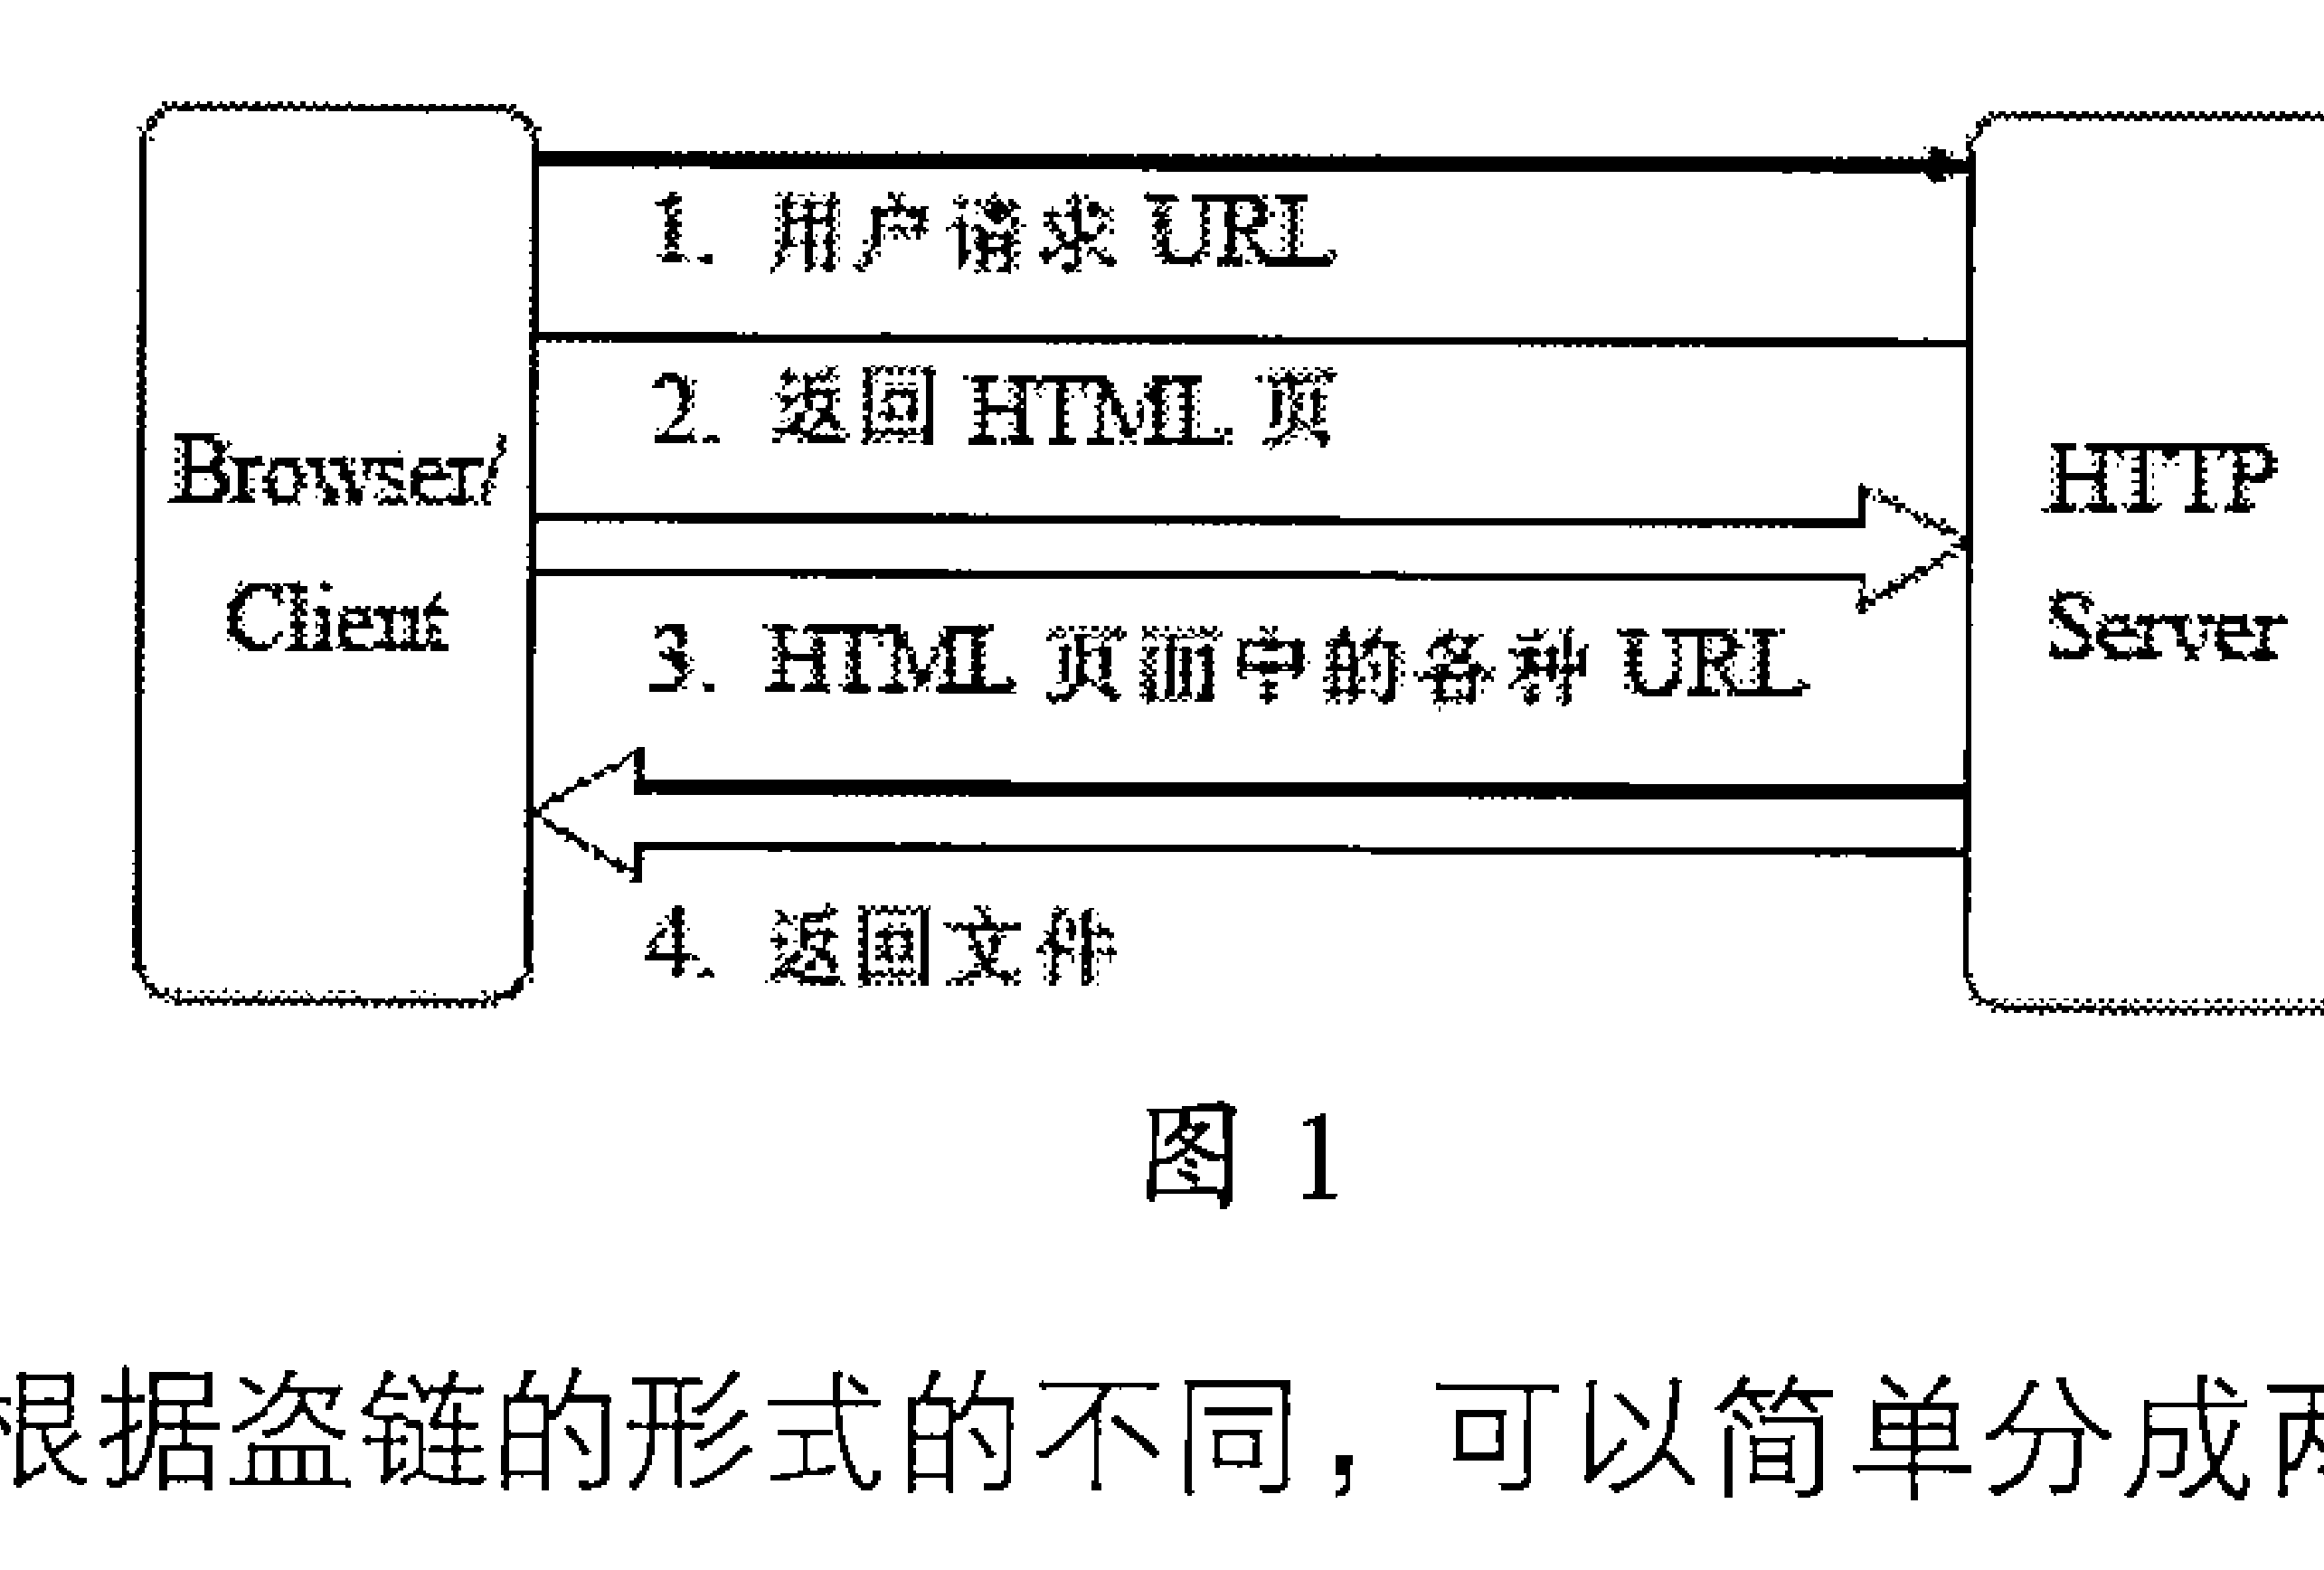 1. 用户请求 URL
2. 返回 HTML 页
Browser/
Client
HTTP
Server
3. HTML 页面中的各种 URL
4. 返回文件
图 1
根据盗链的形式的不同，可以简单分成两